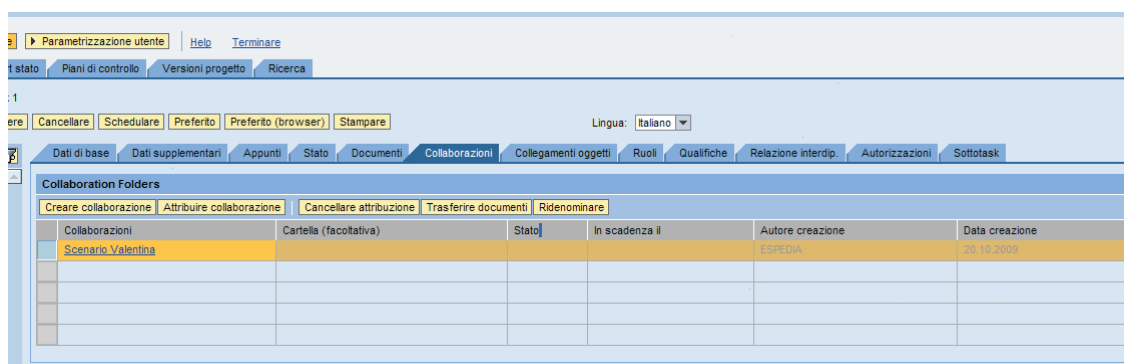 Parametrizzazione utente Help Terminare
stato Piani di controllo Versioni progetto Ricerca
: 1
ere Cancellare Schedulare Preferito Preferito (browser) Stampare Lingua: Italiano
Dati di base Dati supplementari Appunti Stato Documenti Collaborazioni Collegamenti oggetti Ruoli Qualifiche Relazione interdip. Autorizzazioni Sottotask
Collaboration Folders
Creare collaborazione Attribuire collaborazione Cancellare attribuzione Trasferire documenti Ridenominare
Collaborazioni Cartella (facoltativa) Stato In scadenza il Autore creazione Data creazione
Scenario Valentina ESPEDIA 20.10.2009